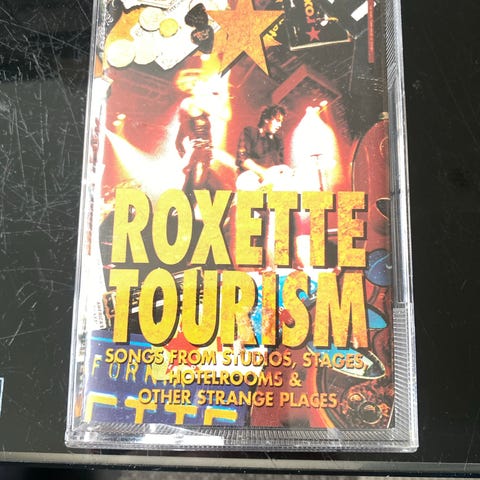 ROXETTE
TOURISM
SONGS FROM STUDIOS, STAGES,
HOTELROOMS &
OTHER STRANGE PLACES